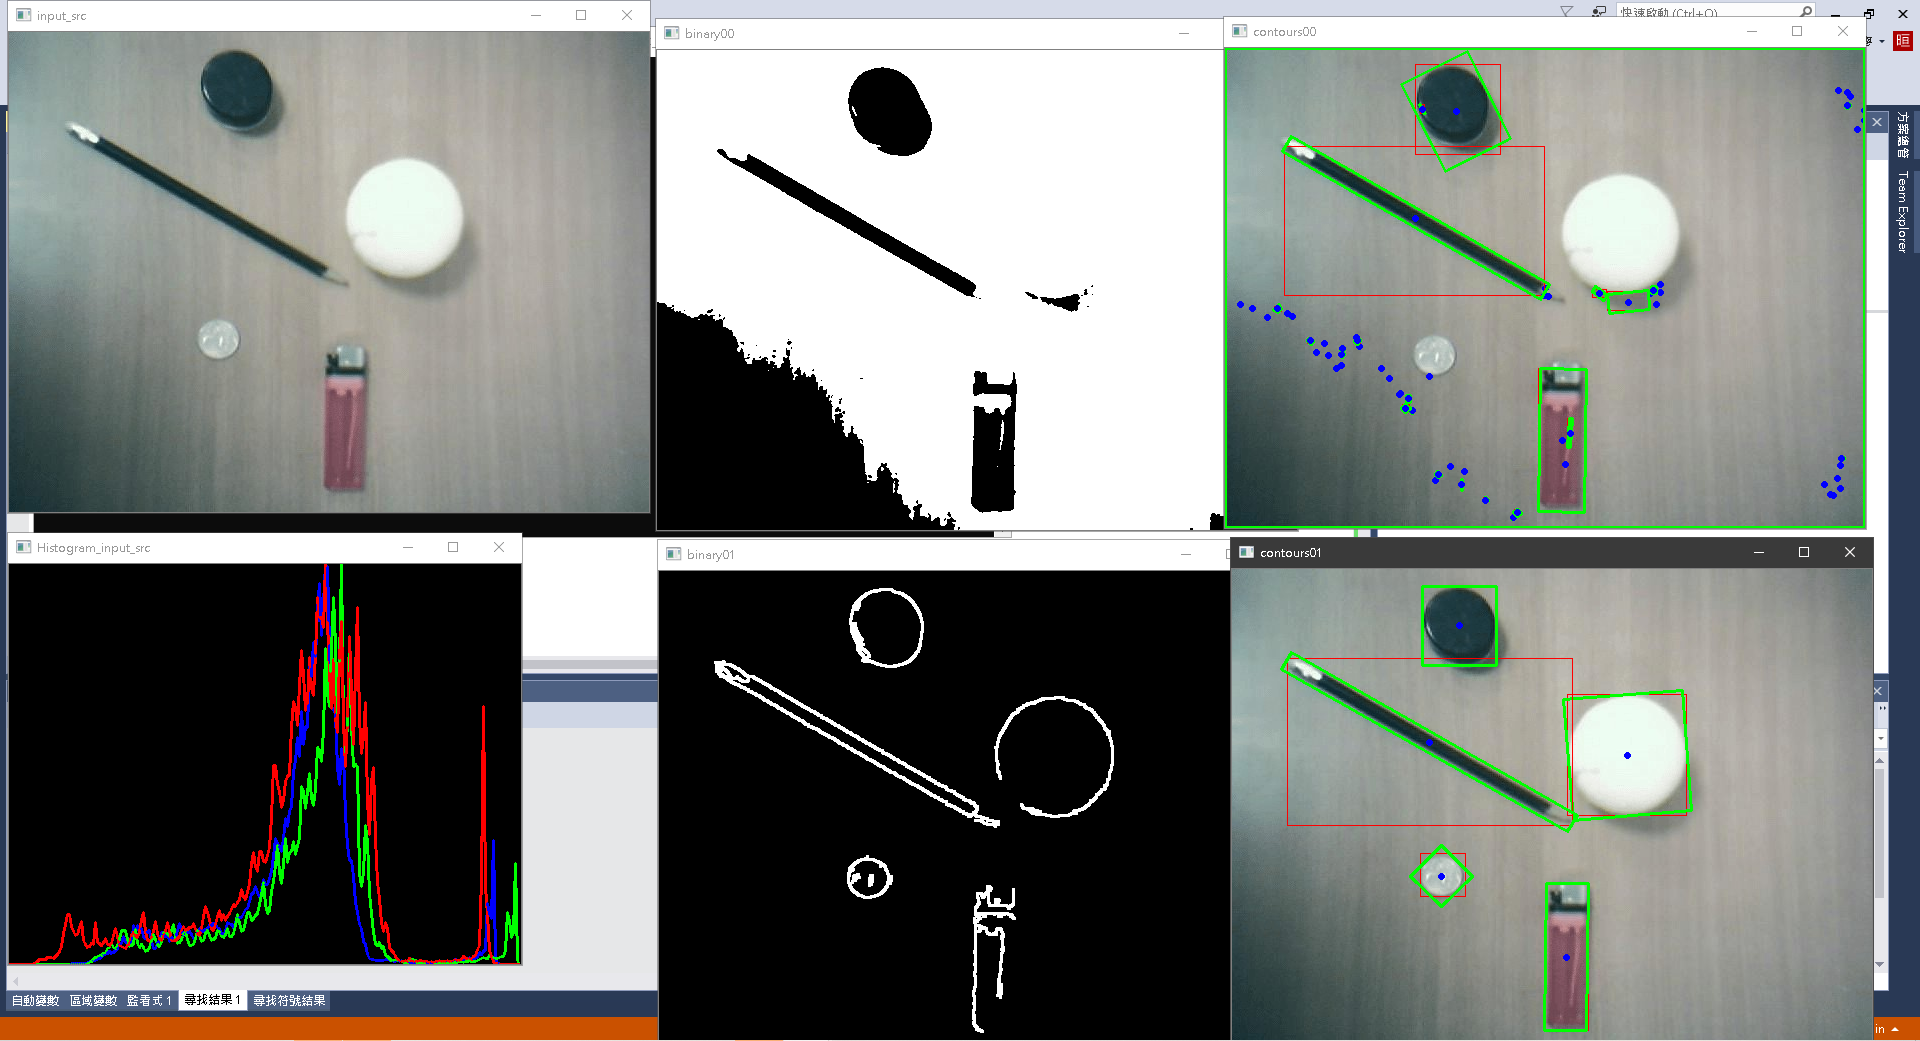 input_src
binary00
contours00
快速啟動 (Ctrl+Q)
暄
方案總管
Team Explorer
Histogram_input_src
binary01
contours01
自動變數 區域變數 監看式 1 尋找結果 1 尋找符號結果
in